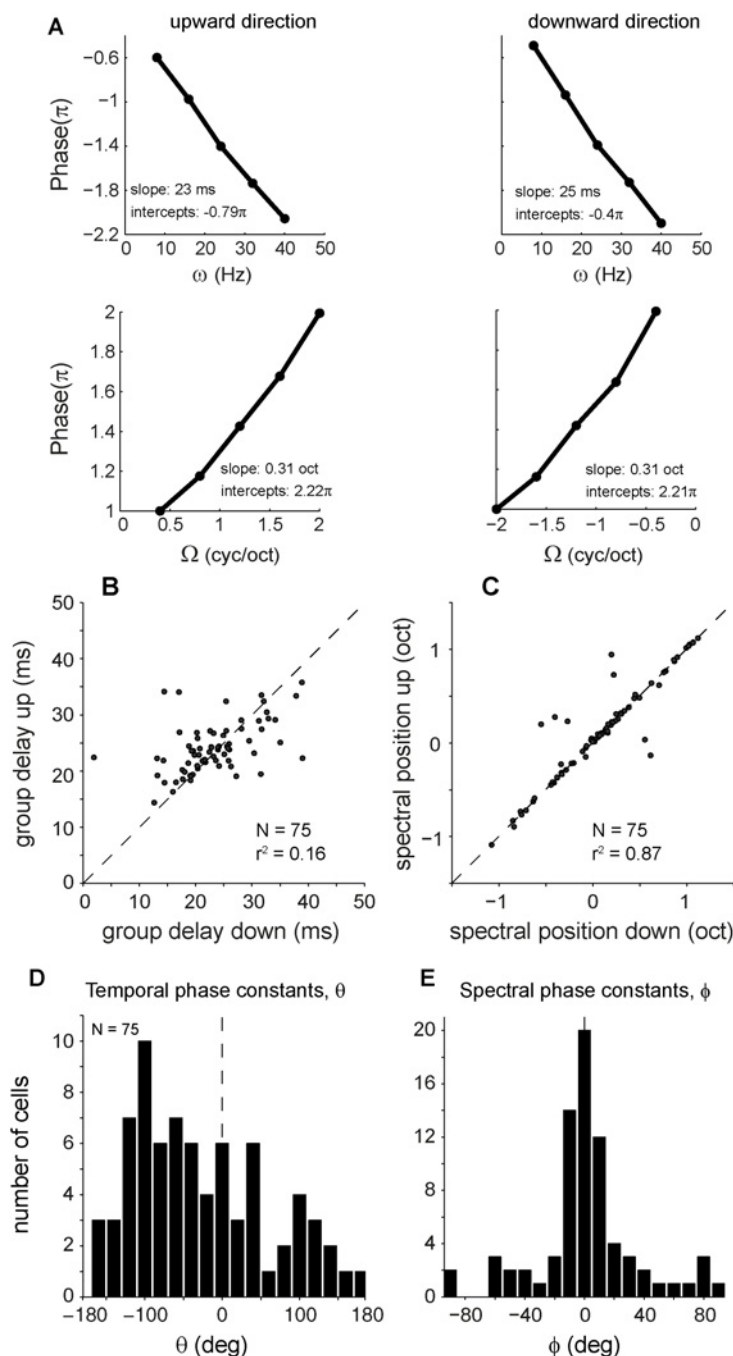 A
upward direction
downward direction
Phase(π)
−0.6
−1
−1.4
−1.8
−2.2
slope: 23 ms
intercepts: -0.79π
0 10 20 30 40 50
ω (Hz)
slope: 25 ms
intercepts: -0.4π
0 10 20 30 40 50
ω (Hz)
Phase(π)
2
1.8
1.6
1.4
1.2
1
slope: 0.31 oct
intercepts: 2.22π
0 0.5 1 1.5 2
Ω (cyc/oct)
slope: 0.31 oct
intercepts: 2.21π
−2 −1.5 −1 −0.5 0
Ω (cyc/oct)
B
group delay up (ms)
50
40
30
20
10
0
N = 75
r² = 0.16
0 10 20 30 40 50
group delay down (ms)
C
spectral position up (oct)
1
0
−1
N = 75
r² = 0.87
−1 0 1
spectral position down (oct)
D
Temporal phase constants, θ
N = 75
number of cells
10
8
6
4
2
0
−180 −100 0 100 180
θ (deg)
E
Spectral phase constants, ϕ
20
16
12
8
4
0
−80 −40 0 40 80
ϕ (deg)